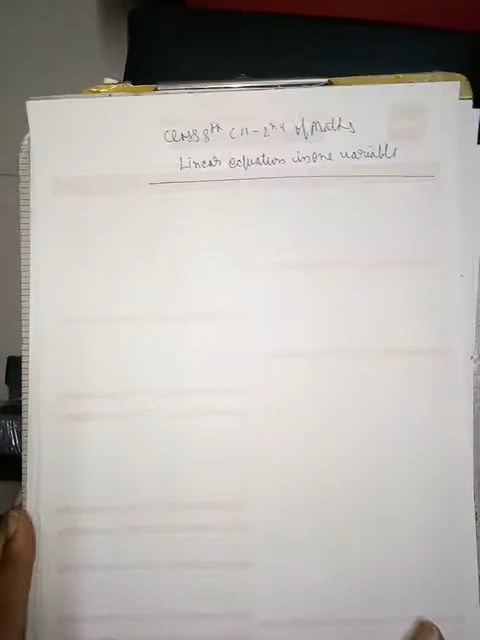 Class 8th CH-2nd of Maths
Linear equation in one variable